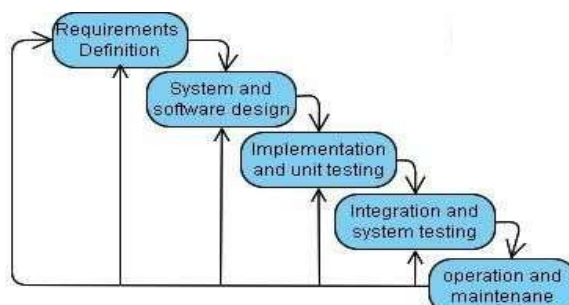 Requirements
Definition
System and
software design
Implementation
and unit testing
Integration and
system testing
operation and
maintenane